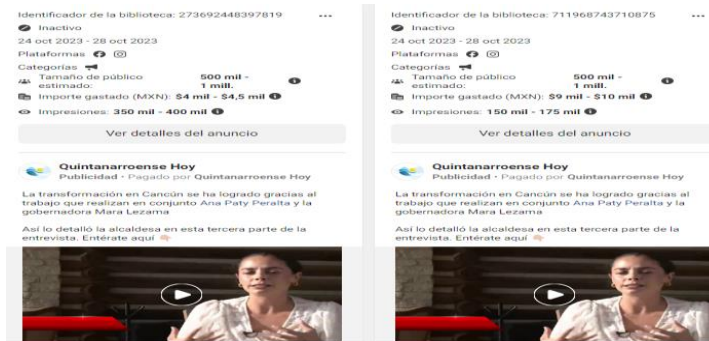 Identificador de la biblioteca: 273692448397819
Inactivo
24 oct 2023 - 28 oct 2023
Plataformas
Categorías
Tamaño de público estimado: 500 mil - 1 mill.
Importe gastado (MXN): $4 mil - $4,5 mil
Impresiones: 350 mil - 400 mil
Ver detalles del anuncio
Quintanarroense Hoy
Publicidad • Pagado por Quintanarroense Hoy
La transformación en Cancún se ha logrado gracias al
trabajo que realizan en conjunto Ana Paty Peralta y la
gobernadora Mara Lezama
Así lo detalló la alcaldesa en esta tercera parte de la
entrevista. Entérate aquí
Identificador de la biblioteca: 711968743710875
Inactivo
24 oct 2023 - 28 oct 2023
Plataformas
Categorías
Tamaño de público estimado: 500 mil - 1 mill.
Importe gastado (MXN): $9 mil - $10 mil
Impresiones: 150 mil - 175 mil
Ver detalles del anuncio
Quintanarroense Hoy
Publicidad • Pagado por Quintanarroense Hoy
La transformación en Cancún se ha logrado gracias al
trabajo que realizan en conjunto Ana Paty Peralta y la
gobernadora Mara Lezama
Así lo detalló la alcaldesa en esta tercera parte de la
entrevista. Entérate aquí